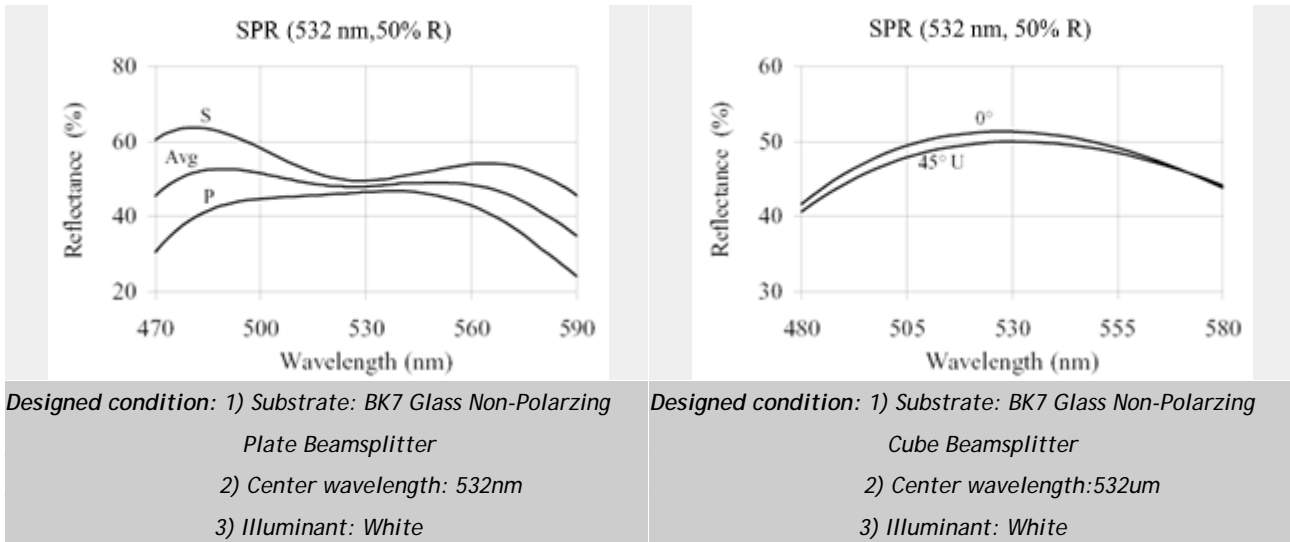 SPR (532 nm,50% R)
80
60
40
20
Reflectance (%)
S
Avg
P
470 500 530 560 590
Wavelength (nm)
Designed condition: 1) Substrate: BK7 Glass Non-Polarzing
Plate Beamsplitter
2) Center wavelength: 532nm
3) Illuminant: White
SPR (532 nm, 50% R)
60
50
40
30
Reflectance (%)
0°
45° U
480 505 530 555 580
Wavelength (nm)
Designed condition: 1) Substrate: BK7 Glass Non-Polarzing
Cube Beamsplitter
2) Center wavelength:532um
3) Illuminant: White